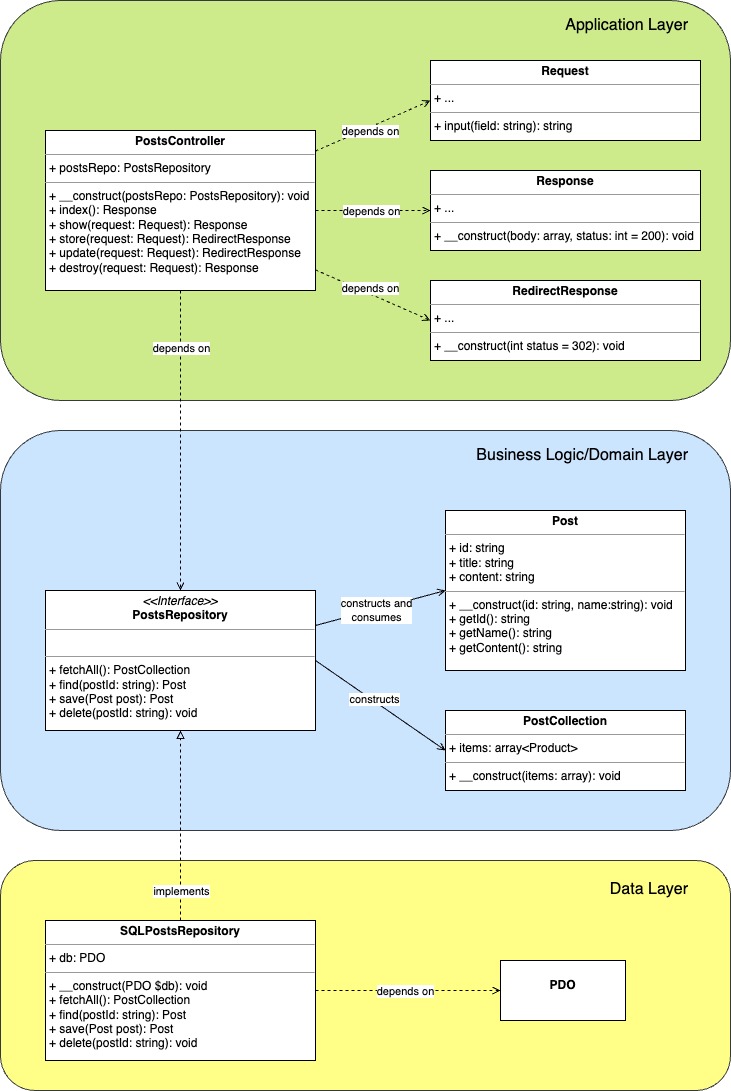 Application Layer
Request
+ ...
+ input(field: string): string
depends on
PostsController
+ postsRepo: PostsRepository
+ __construct(postsRepo: PostsRepository): void
+ index(): Response
+ show(request: Request): Response
+ store(request: Request): RedirectResponse
+ update(request: Request): RedirectResponse
+ destroy(request: Request): Response
Response
+ ...
+ __construct(body: array, status: int = 200): void
depends on
depends on
RedirectResponse
+ ...
+ __construct(int status = 302): void
depends on
Business Logic/Domain Layer
Post
+ id: string
+ title: string
+ content: string
+ __construct(id: string, name:string): void
+ getId(): string
+ getName(): string
+ getContent(): string
<<Interface>>
PostsRepository
+ fetchAll(): PostCollection
+ find(postId: string): Post
+ save(Post post): Post
+ delete(postId: string): void
constructs and
consumes
constructs
PostCollection
+ items: array<Product>
+ __construct(items: array): void
Data Layer
implements
SQLPostsRepository
+ db: PDO
+ __construct(PDO $db): void
+ fetchAll(): PostCollection
+ find(postId: string): Post
+ save(Post post): Post
+ delete(postId: string): void
depends on
PDO